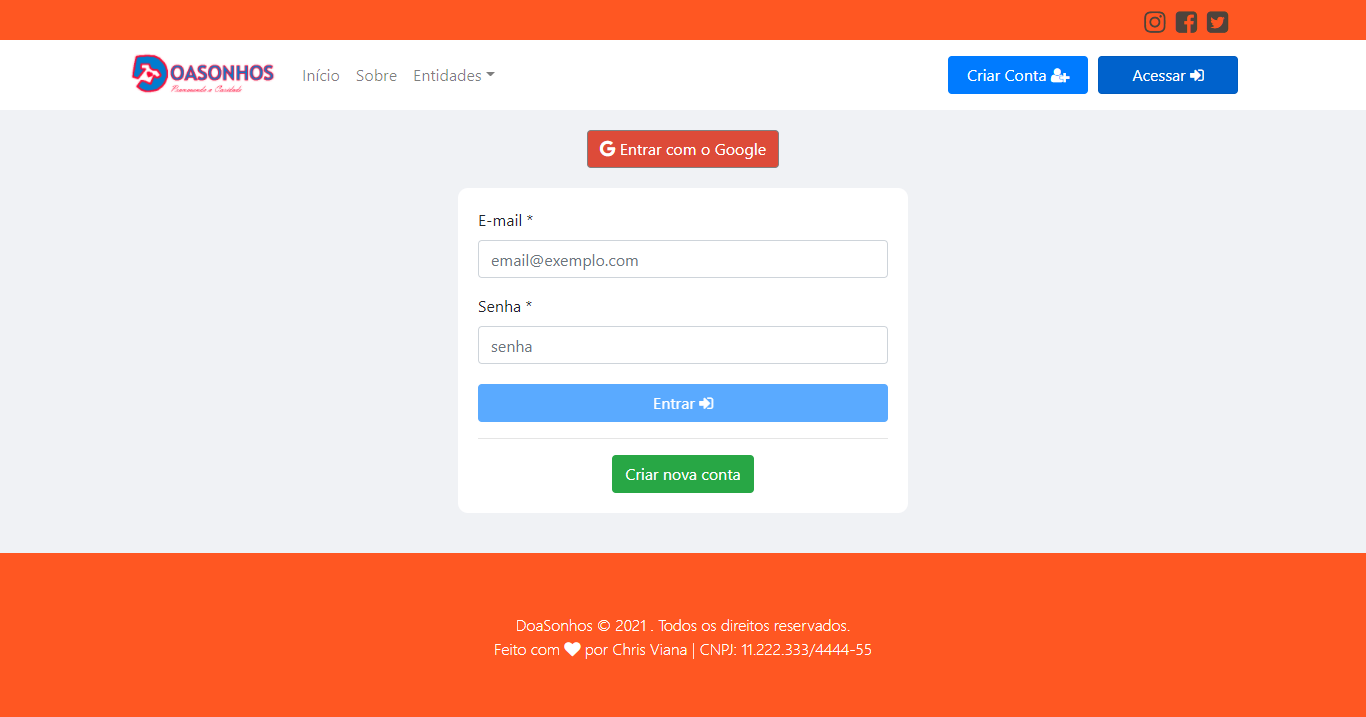 DOASONHOS
Início Sobre Entidades
Criar Conta Acessar
Entrar com o Google
E-mail *
email@exemplo.com
Senha *
senha
Entrar
Criar nova conta
DoaSonhos © 2021 . Todos os direitos reservados.
Feito com por Chris Viana | CNPJ: 11.222.333/4444-55